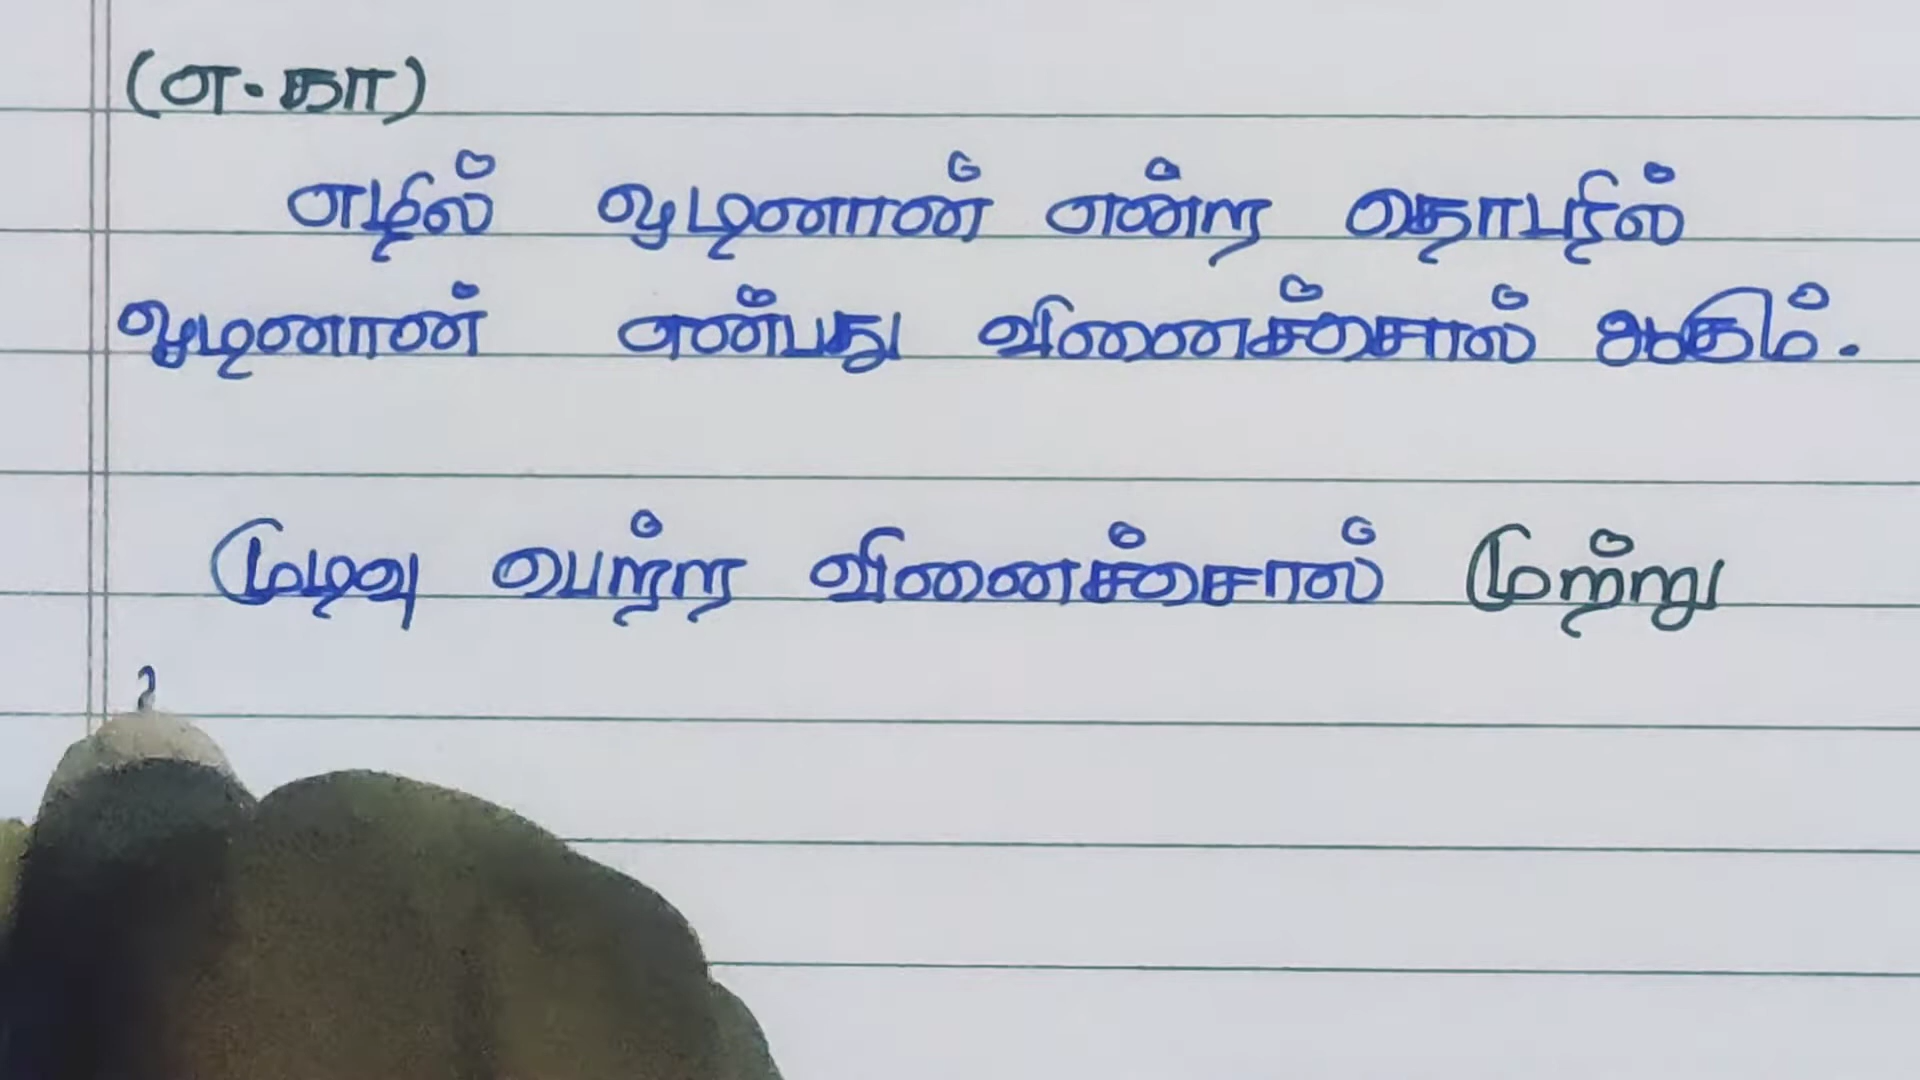 (எ.கா)
எழில் ஓடினான் என்ற தொடரில்
ஓடினான் என்பது வினைச்சொல் ஆகும்.
முடிவு பெற்ற வினைச்சொல் முற்று